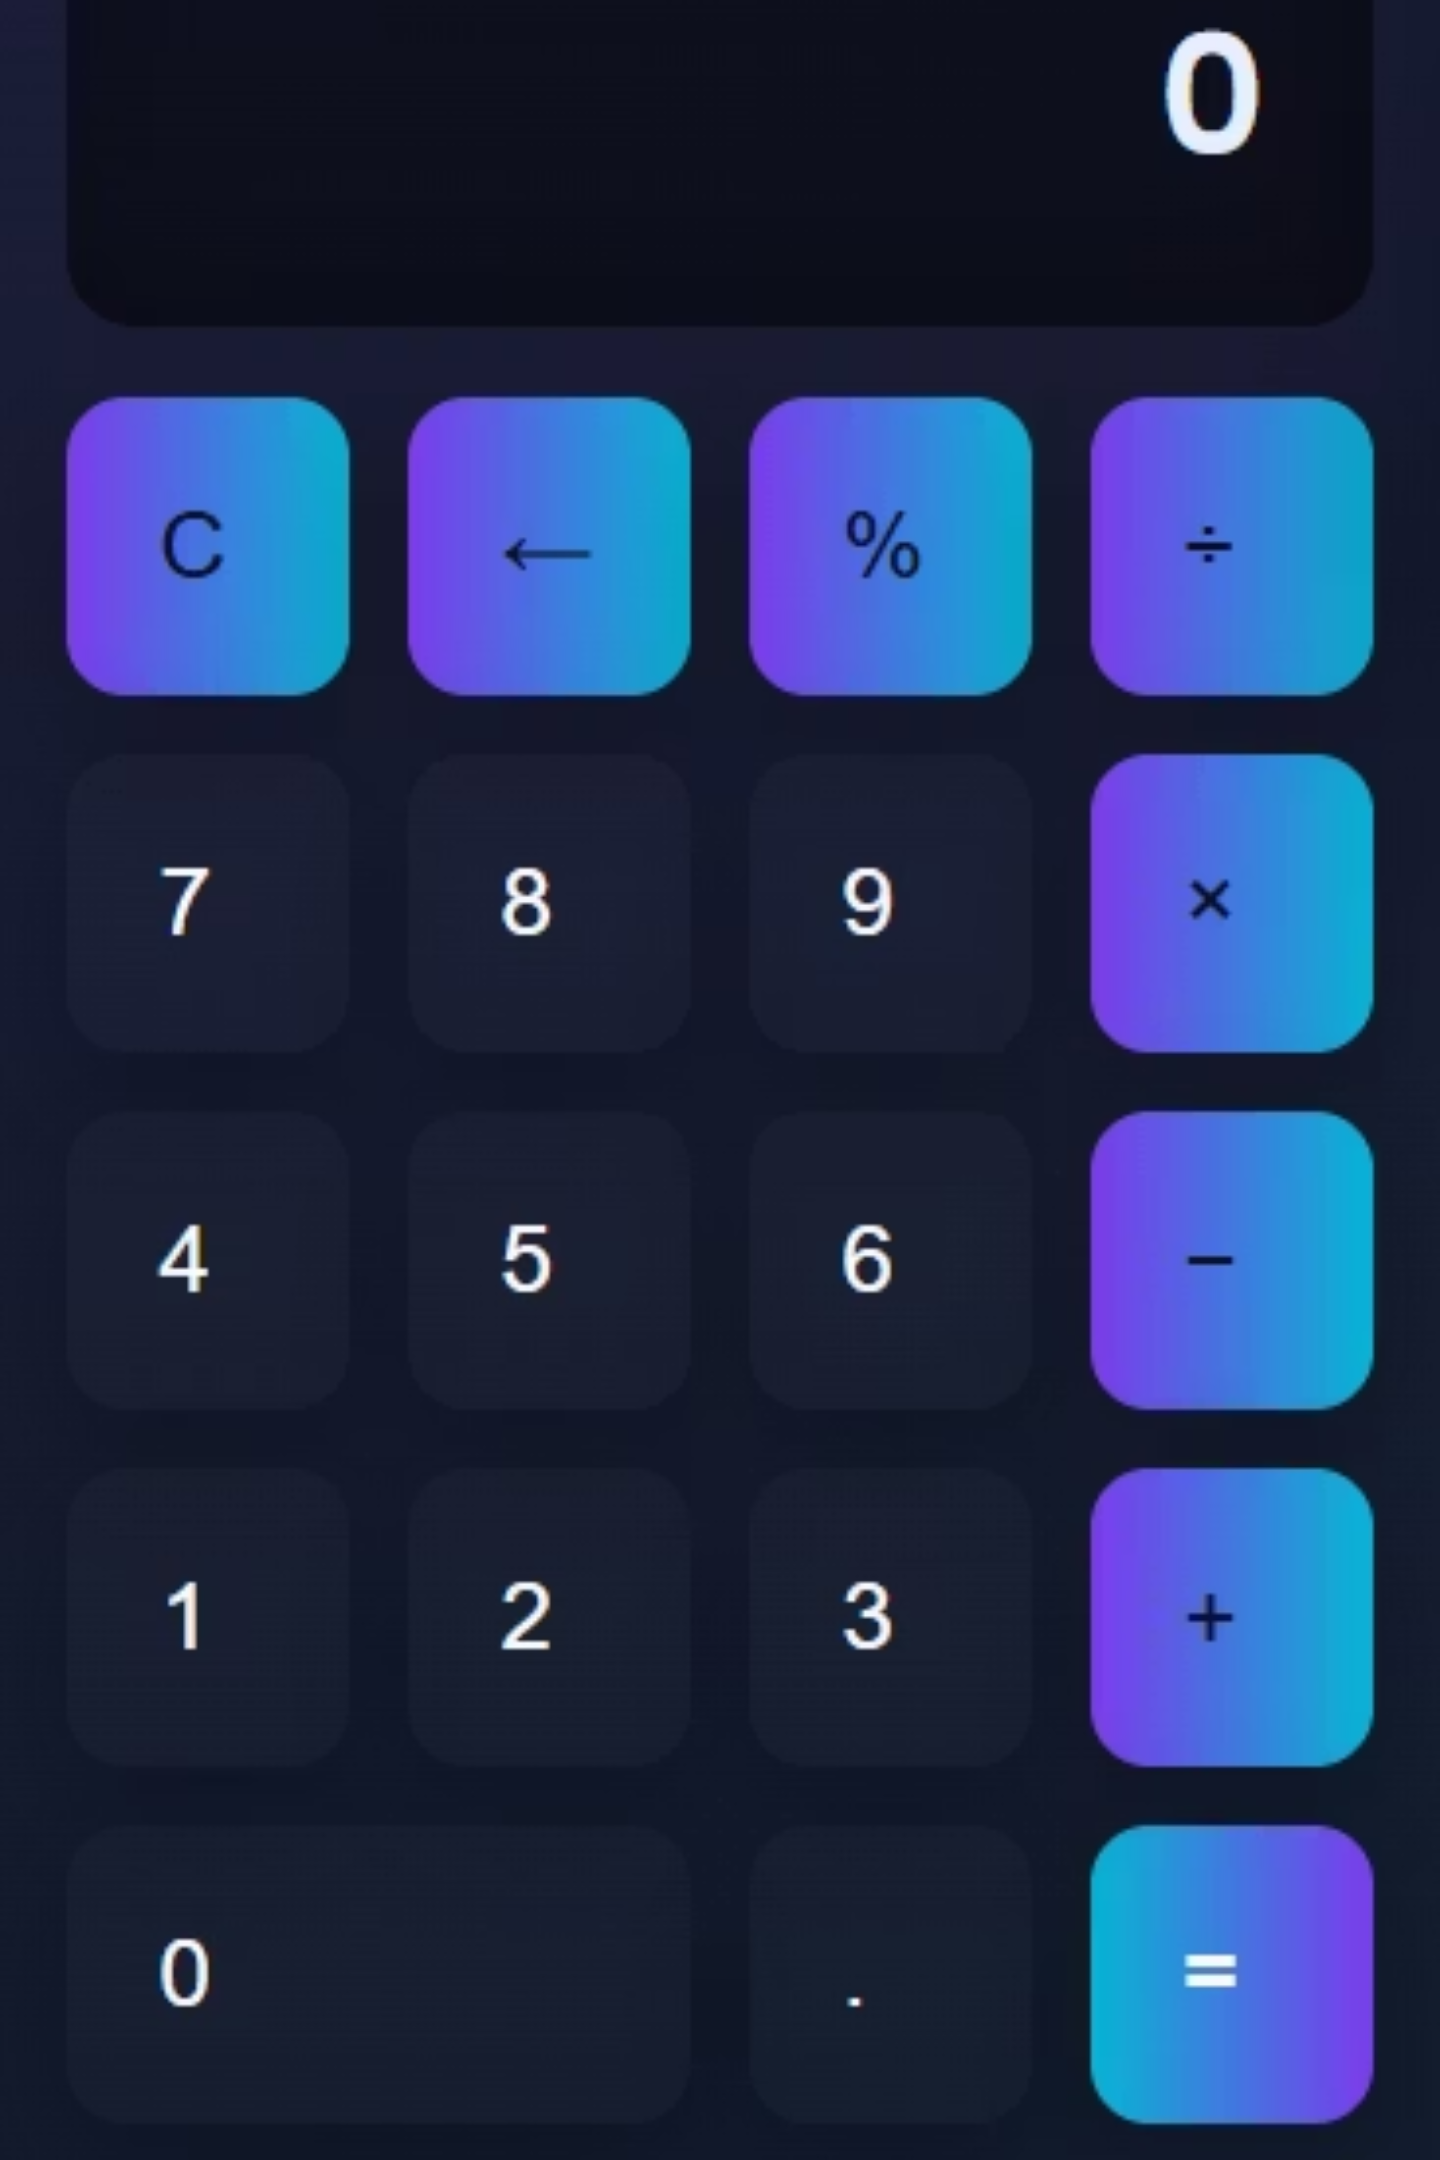 0
C ← % ÷
7 8 9 ×
4 5 6 −
1 2 3 +
0 . =